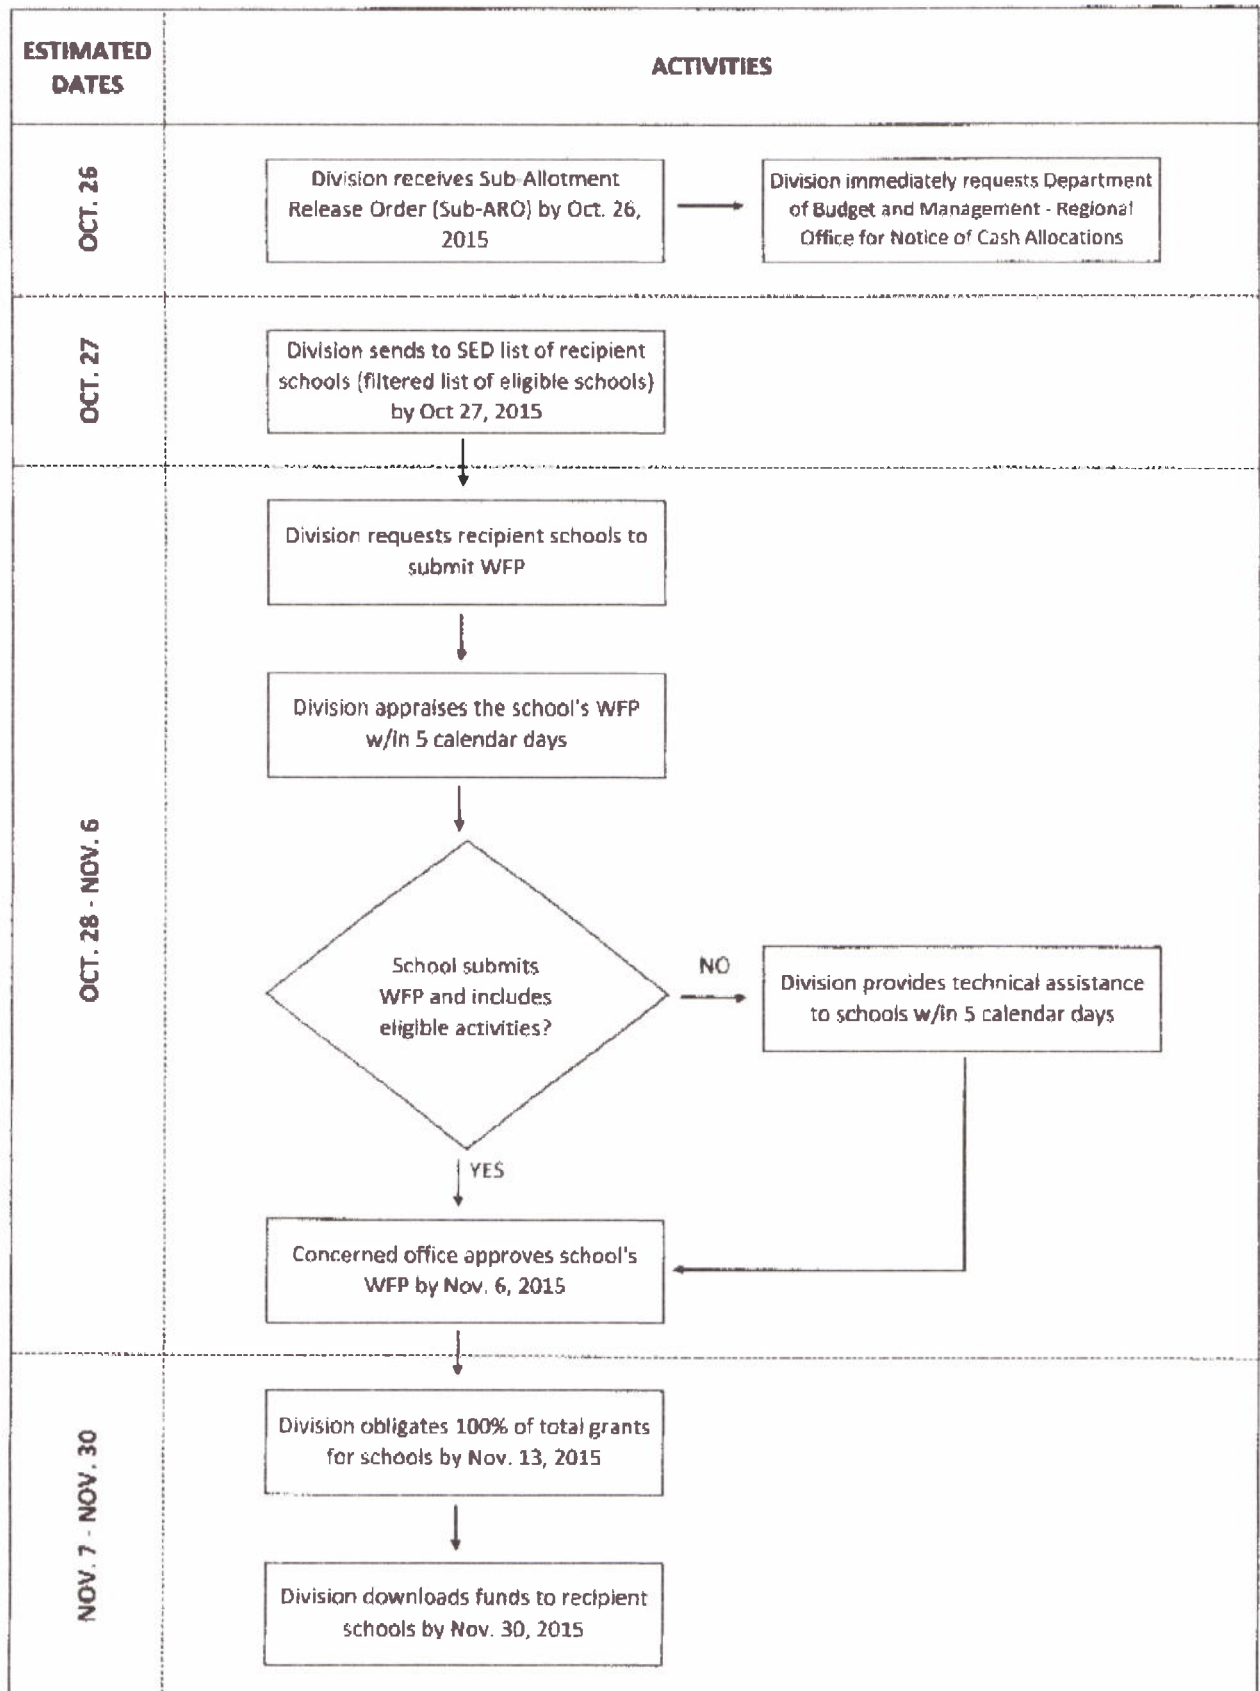 ESTIMATED
DATES
ACTIVITIES
OCT. 26
Division receives Sub-Allotment
Release Order (Sub-ARO) by Oct. 26,
2015
Division immediately requests Department
of Budget and Management - Regional
Office for Notice of Cash Allocations
OCT. 27
Division sends to SED list of recipient
schools (filtered list of eligible schools)
by Oct 27, 2015
OCT. 28 - NOV. 6
Division requests recipient schools to
submit WFP
Division appraises the school's WFP
w/in 5 calendar days
School submits
WFP and includes
eligible activities?
NO
Division provides technical assistance
to schools w/in 5 calendar days
YES
Concerned office approves school's
WFP by Nov. 6, 2015
NOV. 7 - NOV. 30
Division obligates 100% of total grants
for schools by Nov. 13, 2015
Division downloads funds to recipient
schools by Nov. 30, 2015